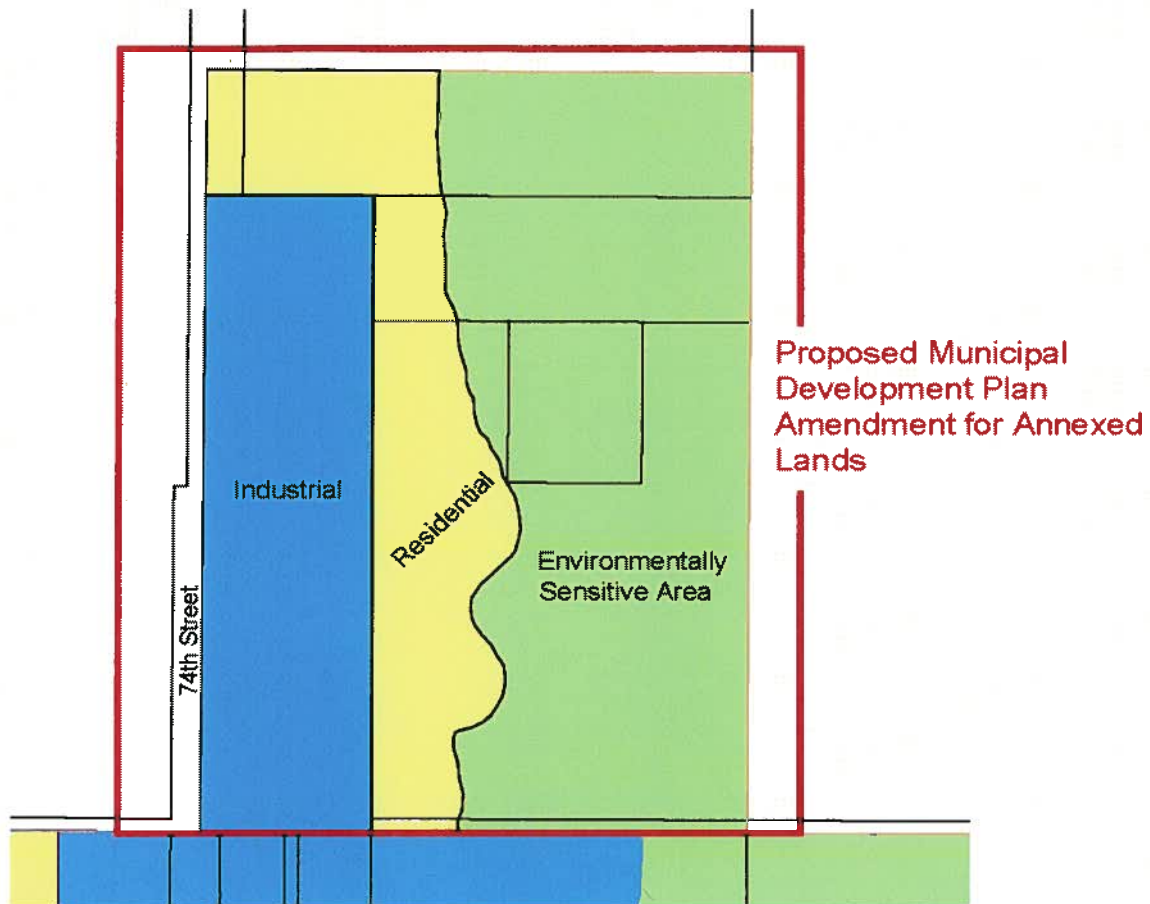 Proposed Municipal
Development Plan
Amendment for Annexed
Lands
Industrial
Residential
Environmentally
Sensitive Area
74th Street